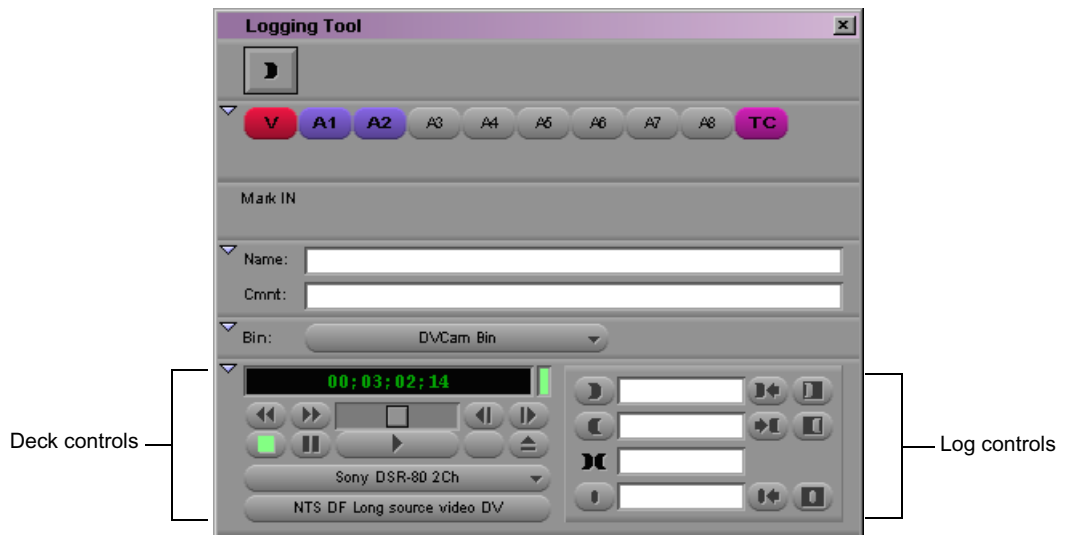 Logging Tool
V A1 A2 A3 A4 A5 A6 A7 A8 TC
Mark IN
Name:
Cmnt:
Bin: DVCam Bin
00;03;02;14
Deck controls
Log controls
Sony DSR-80 2Ch
NTS DF Long source video DV